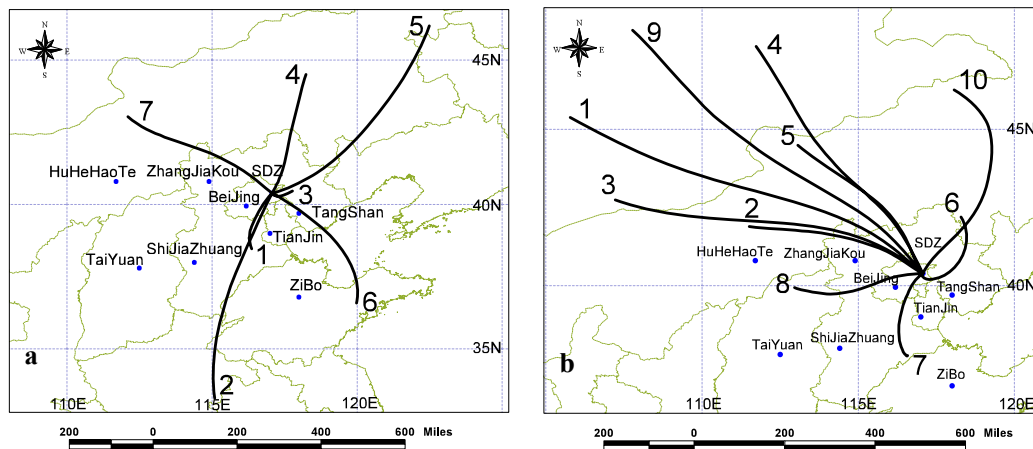 N
W E
S
5
45N
4
7
HuHeHaoTe
ZhangJiaKou
SDZ
3
BeiJing
40N
TangShan
TianJin
1
ShiJiaZhuang
TaiYuan
ZiBo
6
a
35N
2
110E
115E
120E
200 0 200 400 600 Miles
N
W E
S
9
4
10
1
5
45N
3
2
6
SDZ
HuHeHaoTe
ZhangJiaKou
8
BeiJing
40N
TangShan
TianJin
ShiJiaZhuang
TaiYuan
7
b
ZiBo
110E
115E
120E
200 0 200 400 600 Miles